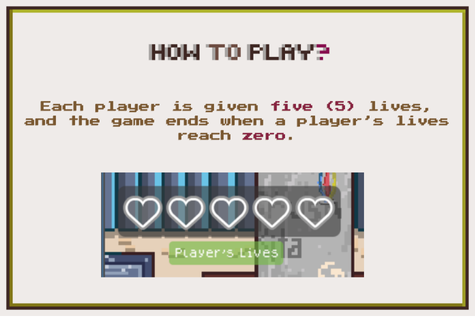 HOW TO PLAY?
Each player is given five (5) lives,
and the game ends when a player's lives
reach zero.
Player's Lives